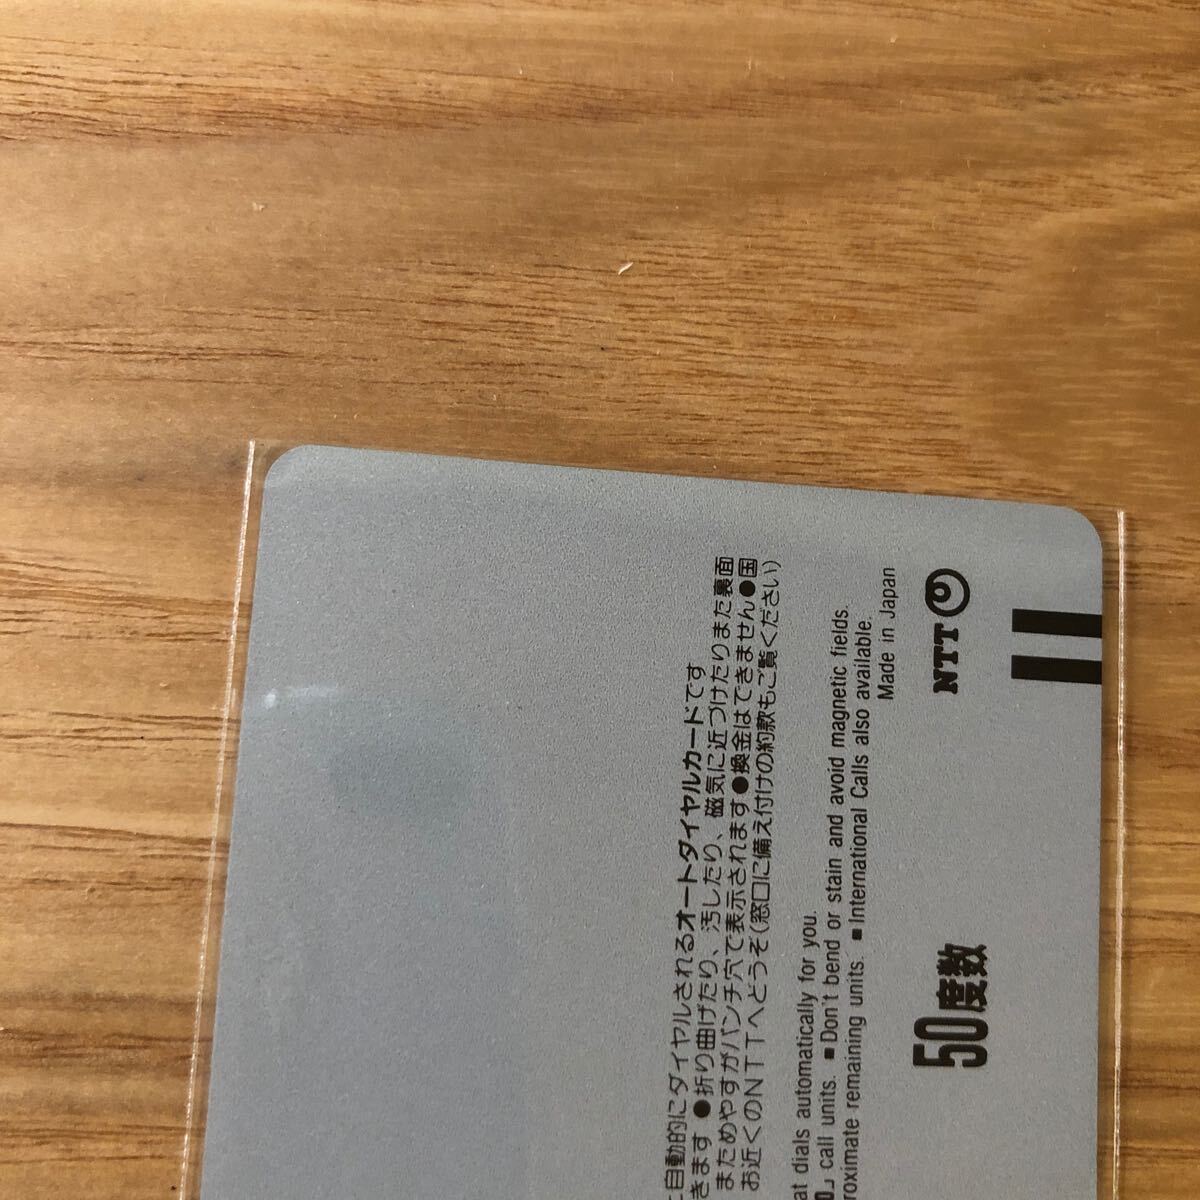 と自動的にダイヤルされるオートダイヤルカードです
きます ●折り曲げたり、汚したり、磁気に近づけたりまた裏面
まためやすがパンチ穴で表示されます ●換金はできません ●国
お近くのNTTへどうぞ(窓口に備え付けの約款もご覧ください)
at dials automatically for you.
0」 call units. ■Don't bend or stain and avoid magnetic fields.
roximate remaining units. ■International Calls also available.
Made in Japan
50度数
NTT